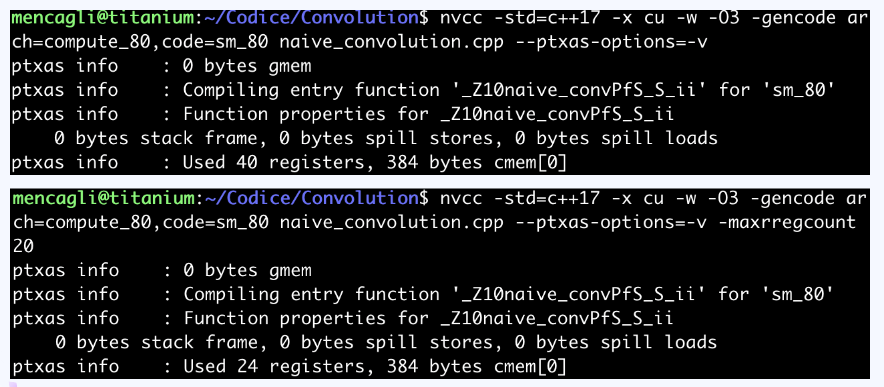 mencagli@titanium:~/Codice/Convolution$ nvcc -std=c++17 -x cu -w -O3 -gencode ar
ch=compute_80,code=sm_80 naive_convolution.cpp --ptxas-options=-v
ptxas info    : 0 bytes gmem
ptxas info    : Compiling entry function '_Z10naive_convPfS_S_ii' for 'sm_80'
ptxas info    : Function properties for _Z10naive_convPfS_S_ii
    0 bytes stack frame, 0 bytes spill stores, 0 bytes spill loads
ptxas info    : Used 40 registers, 384 bytes cmem[0]
mencagli@titanium:~/Codice/Convolution$ nvcc -std=c++17 -x cu -w -O3 -gencode ar
ch=compute_80,code=sm_80 naive_convolution.cpp --ptxas-options=-v -maxrregcount
20
ptxas info    : 0 bytes gmem
ptxas info    : Compiling entry function '_Z10naive_convPfS_S_ii' for 'sm_80'
ptxas info    : Function properties for _Z10naive_convPfS_S_ii
    0 bytes stack frame, 0 bytes spill stores, 0 bytes spill loads
ptxas info    : Used 24 registers, 384 bytes cmem[0]